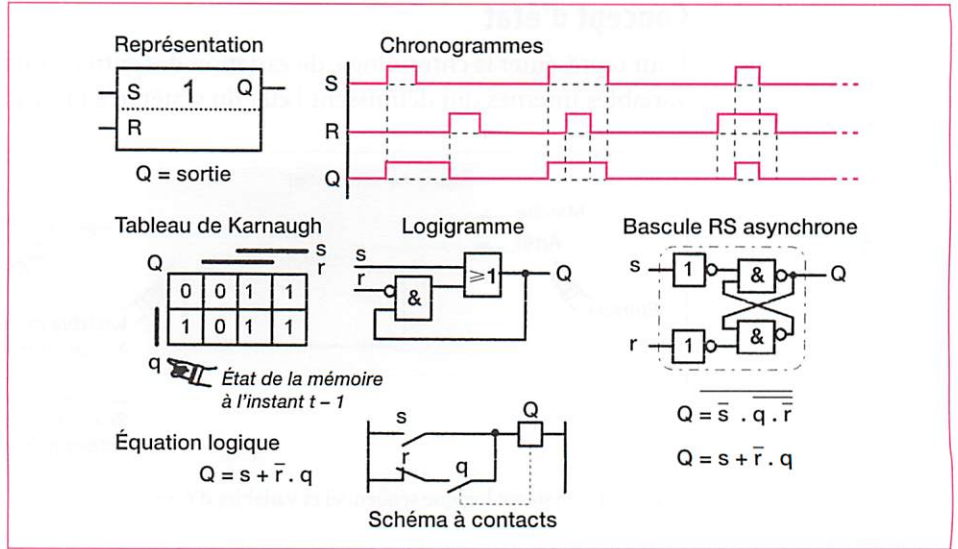 Représentation
S 1 Q
R
Q = sortie
Chronogrammes
S
R
Q
Tableau de Karnaugh
s
r
Q
0 0 1 1
1 0 1 1
q
État de la mémoire
à l'instant t – 1
Équation logique
Q = s + r̅ . q
Logigramme
s
r
&
≥1
Q
s
r
q
Q
Schéma à contacts
Bascule RS asynchrone
s 1 & Q
r 1 &
Q = s̅ . q . r̅
Q = s + r̅ . q